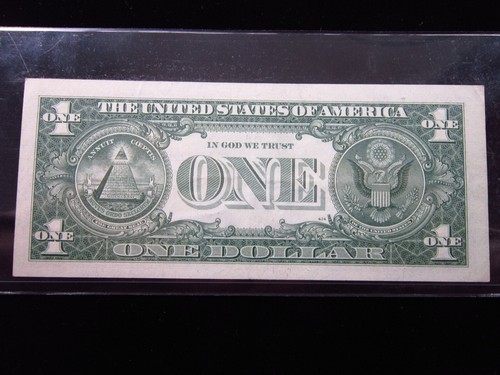 THE UNITED STATES OF AMERICA
1 ONE
1 ONE
IN GOD WE TRUST
ANNUIT CŒPTIS
ONE
1 ONE
1 ONE
ONE DOLLAR